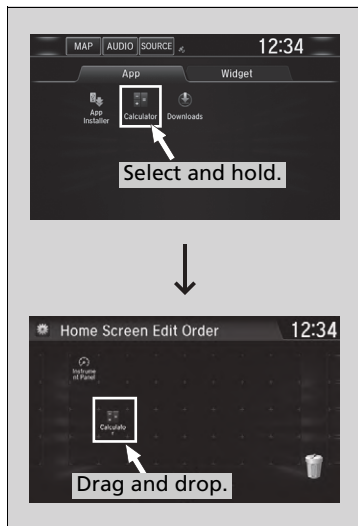 MAP AUDIO SOURCE 12:34
App Widget
App
Installer
Calculator
Downloads
Select and hold.
Home Screen Edit Order 12:34
Instrume
nt Panel
Calculato
r
Drag and drop.